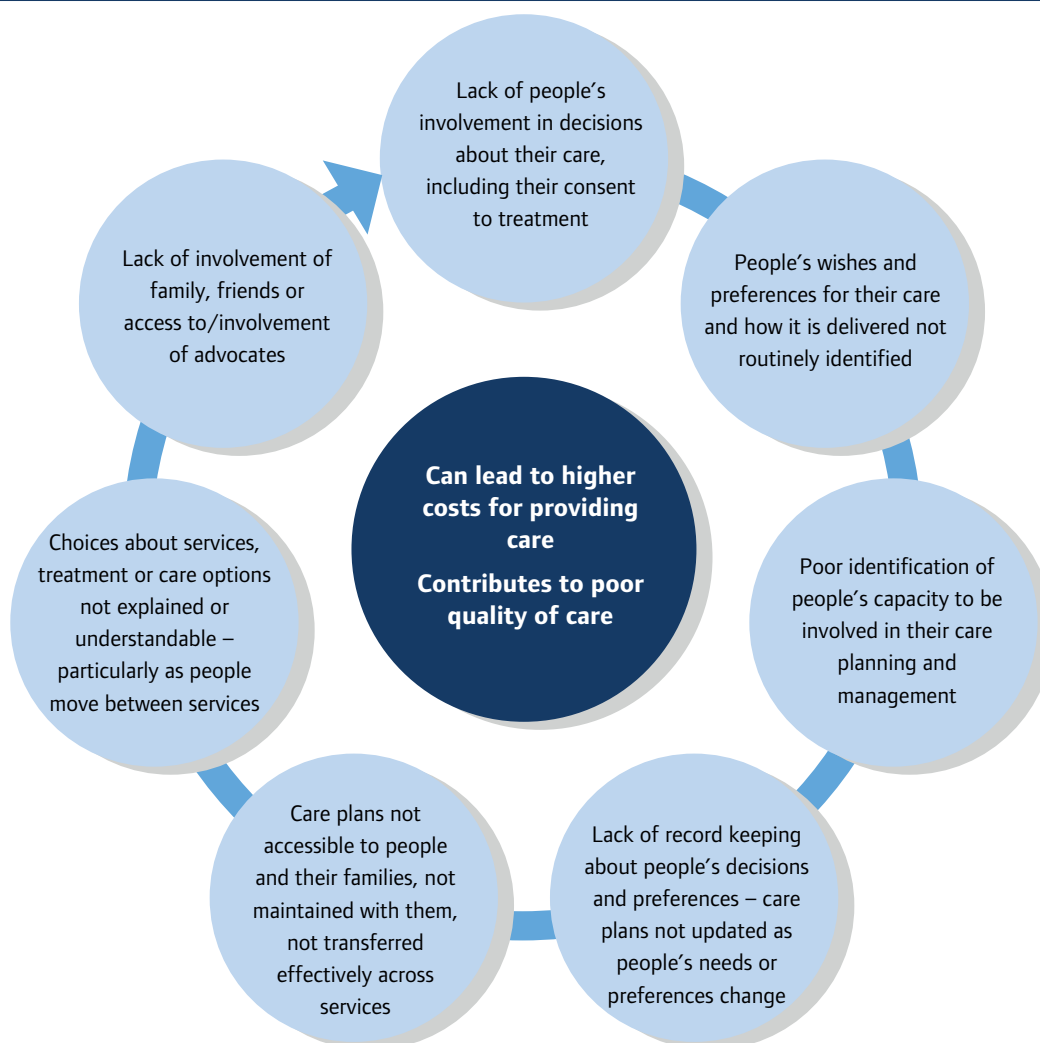 Lack of people's
involvement in decisions
about their care,
including their consent
to treatment
People's wishes and
preferences for their care
and how it is delivered not
routinely identified
Poor identification of
people's capacity to be
involved in their care
planning and
management
Lack of record keeping
about people's decisions
and preferences – care
plans not updated as
people's needs or
preferences change
Care plans not
accessible to people
and their families, not
maintained with them,
not transferred
effectively across
services
Choices about services,
treatment or care options
not explained or
understandable –
particularly as people
move between services
Lack of involvement of
family, friends or
access to/involvement
of advocates
Can lead to higher
costs for providing
care
Contributes to poor
quality of care